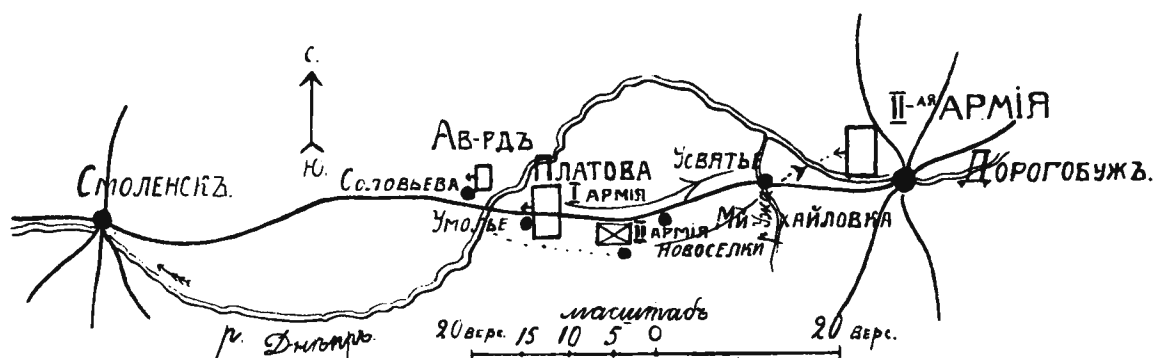 С.
Ю.
Смоленскъ.
Соловьева
Ав-рдъ
Платова
I армія
Умолье
II армія
Новоселки
Усвятье
Михайловка
р. Ужа
II-ая Армія
Дорогобужъ.
р. Днѣпръ.
масштабъ
20 верс. 15 10 5 0 20 верс.